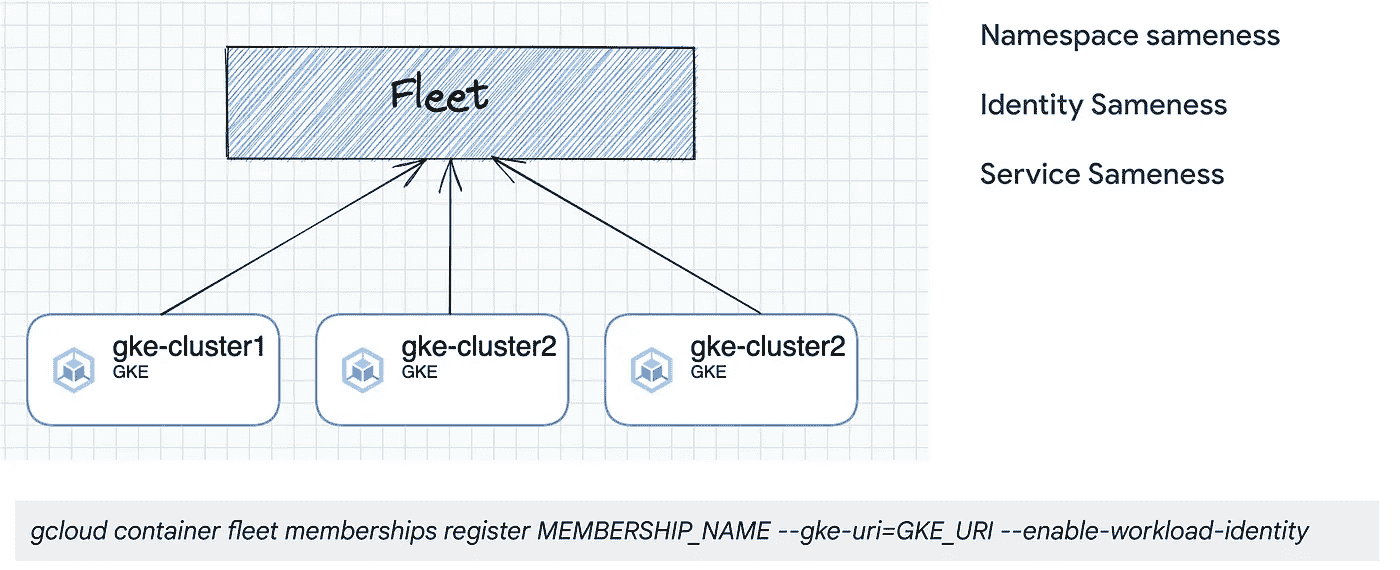 Fleet
Namespace sameness
Identity Sameness
Service Sameness
gke-cluster1
GKE
gke-cluster2
GKE
gke-cluster2
GKE
gcloud container fleet memberships register MEMBERSHIP_NAME --gke-uri=GKE_URI --enable-workload-identity